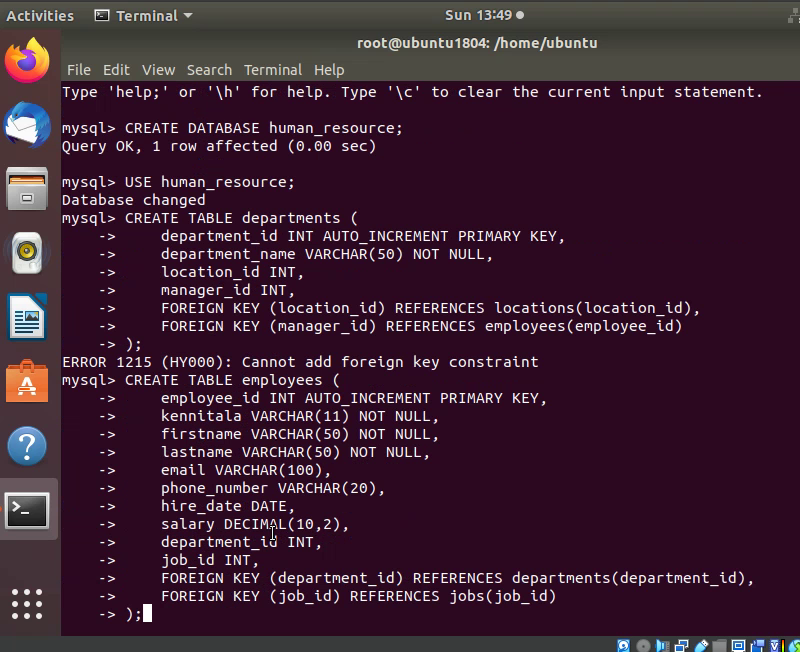 Activities Terminal Sun 13:49
root@ubuntu1804: /home/ubuntu
File Edit View Search Terminal Help
Type 'help;' or '\h' for help. Type '\c' to clear the current input statement.
mysql> CREATE DATABASE human_resource;
Query OK, 1 row affected (0.00 sec)
mysql> USE human_resource;
Database changed
mysql> CREATE TABLE departments (
    ->     department_id INT AUTO_INCREMENT PRIMARY KEY,
    ->     department_name VARCHAR(50) NOT NULL,
    ->     location_id INT,
    ->     manager_id INT,
    ->     FOREIGN KEY (location_id) REFERENCES locations(location_id),
    ->     FOREIGN KEY (manager_id) REFERENCES employees(employee_id)
    -> );
ERROR 1215 (HY000): Cannot add foreign key constraint
mysql> CREATE TABLE employees (
    ->     employee_id INT AUTO_INCREMENT PRIMARY KEY,
    ->     kennitala VARCHAR(11) NOT NULL,
    ->     firstname VARCHAR(50) NOT NULL,
    ->     lastname VARCHAR(50) NOT NULL,
    ->     email VARCHAR(100),
    ->     phone_number VARCHAR(20),
    ->     hire_date DATE,
    ->     salary DECIMAL(10,2),
    ->     department_id INT,
    ->     job_id INT,
    ->     FOREIGN KEY (department_id) REFERENCES departments(department_id),
    ->     FOREIGN KEY (job_id) REFERENCES jobs(job_id)
    -> );